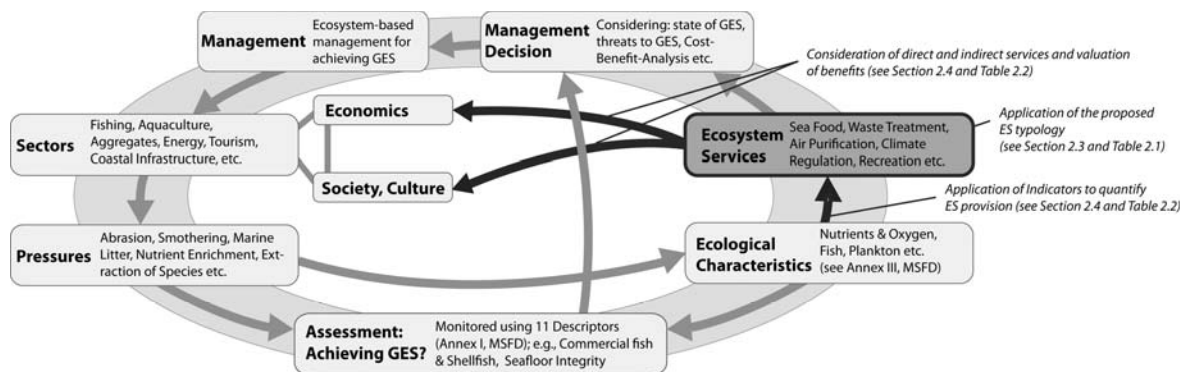 Management
Ecosystem-based
management for
achieving GES
Management
Decision
Considering: state of GES,
threats to GES, Cost-
Benefit-Analysis etc.
Consideration of direct and indirect services and valuation
of benefits (see Section 2.4 and Table 2.2)
Sectors
Fishing, Aquaculture,
Aggregates, Energy, Tourism,
Coastal Infrastructure, etc.
Economics
Society, Culture
Ecosystem
Services
Sea Food, Waste Treatment,
Air Purification, Climate
Regulation, Recreation etc.
Application of the proposed
ES typology
(see Section 2.3 and Table 2.1)
Application of Indicators to quantify
ES provision (see Section 2.4 and Table 2.2)
Pressures
Abrasion, Smothering, Marine
Litter, Nutrient Enrichment, Ext-
raction of Species etc.
Ecological
Characteristics
Nutrients & Oxygen,
Fish, Plankton etc.
(see Annex III, MSFD)
Assessment:
Achieving GES?
Monitored using 11 Descriptors
(Annex I, MSFD); e.g., Commercial fish
& Shellfish, Seafloor Integrity